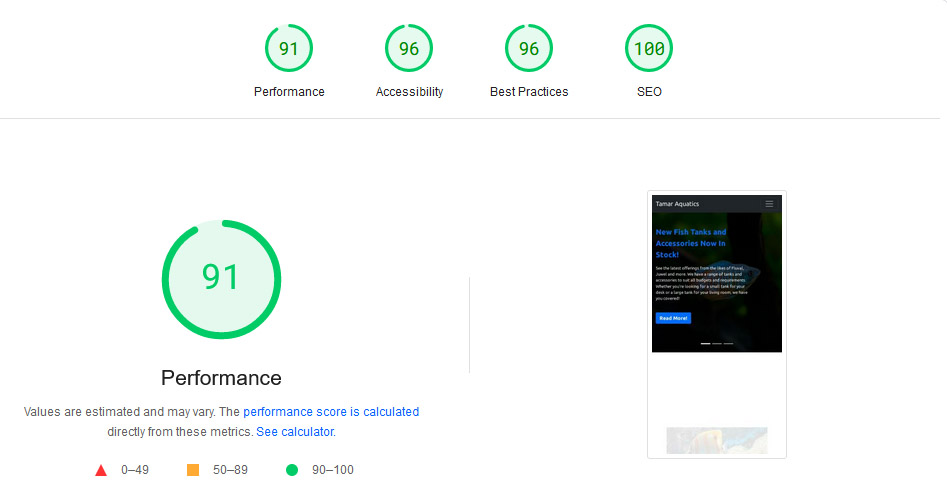 91
96
96
100
Performance
Accessibility
Best Practices
SEO
91
Performance
Values are estimated and may vary. The performance score is calculated
directly from these metrics. See calculator.
0–49
50–89
90–100
Tamar Aquatics
New Fish Tanks and
Accessories Now In
Stock!
See the latest offerings from the likes of Fluval,
Juwel and more. We have a range of tanks and
accessories to suit all budgets and requirements.
Whether you're looking for a small tank for your
desk or a large tank for your living room, we have
you covered!
Read More!